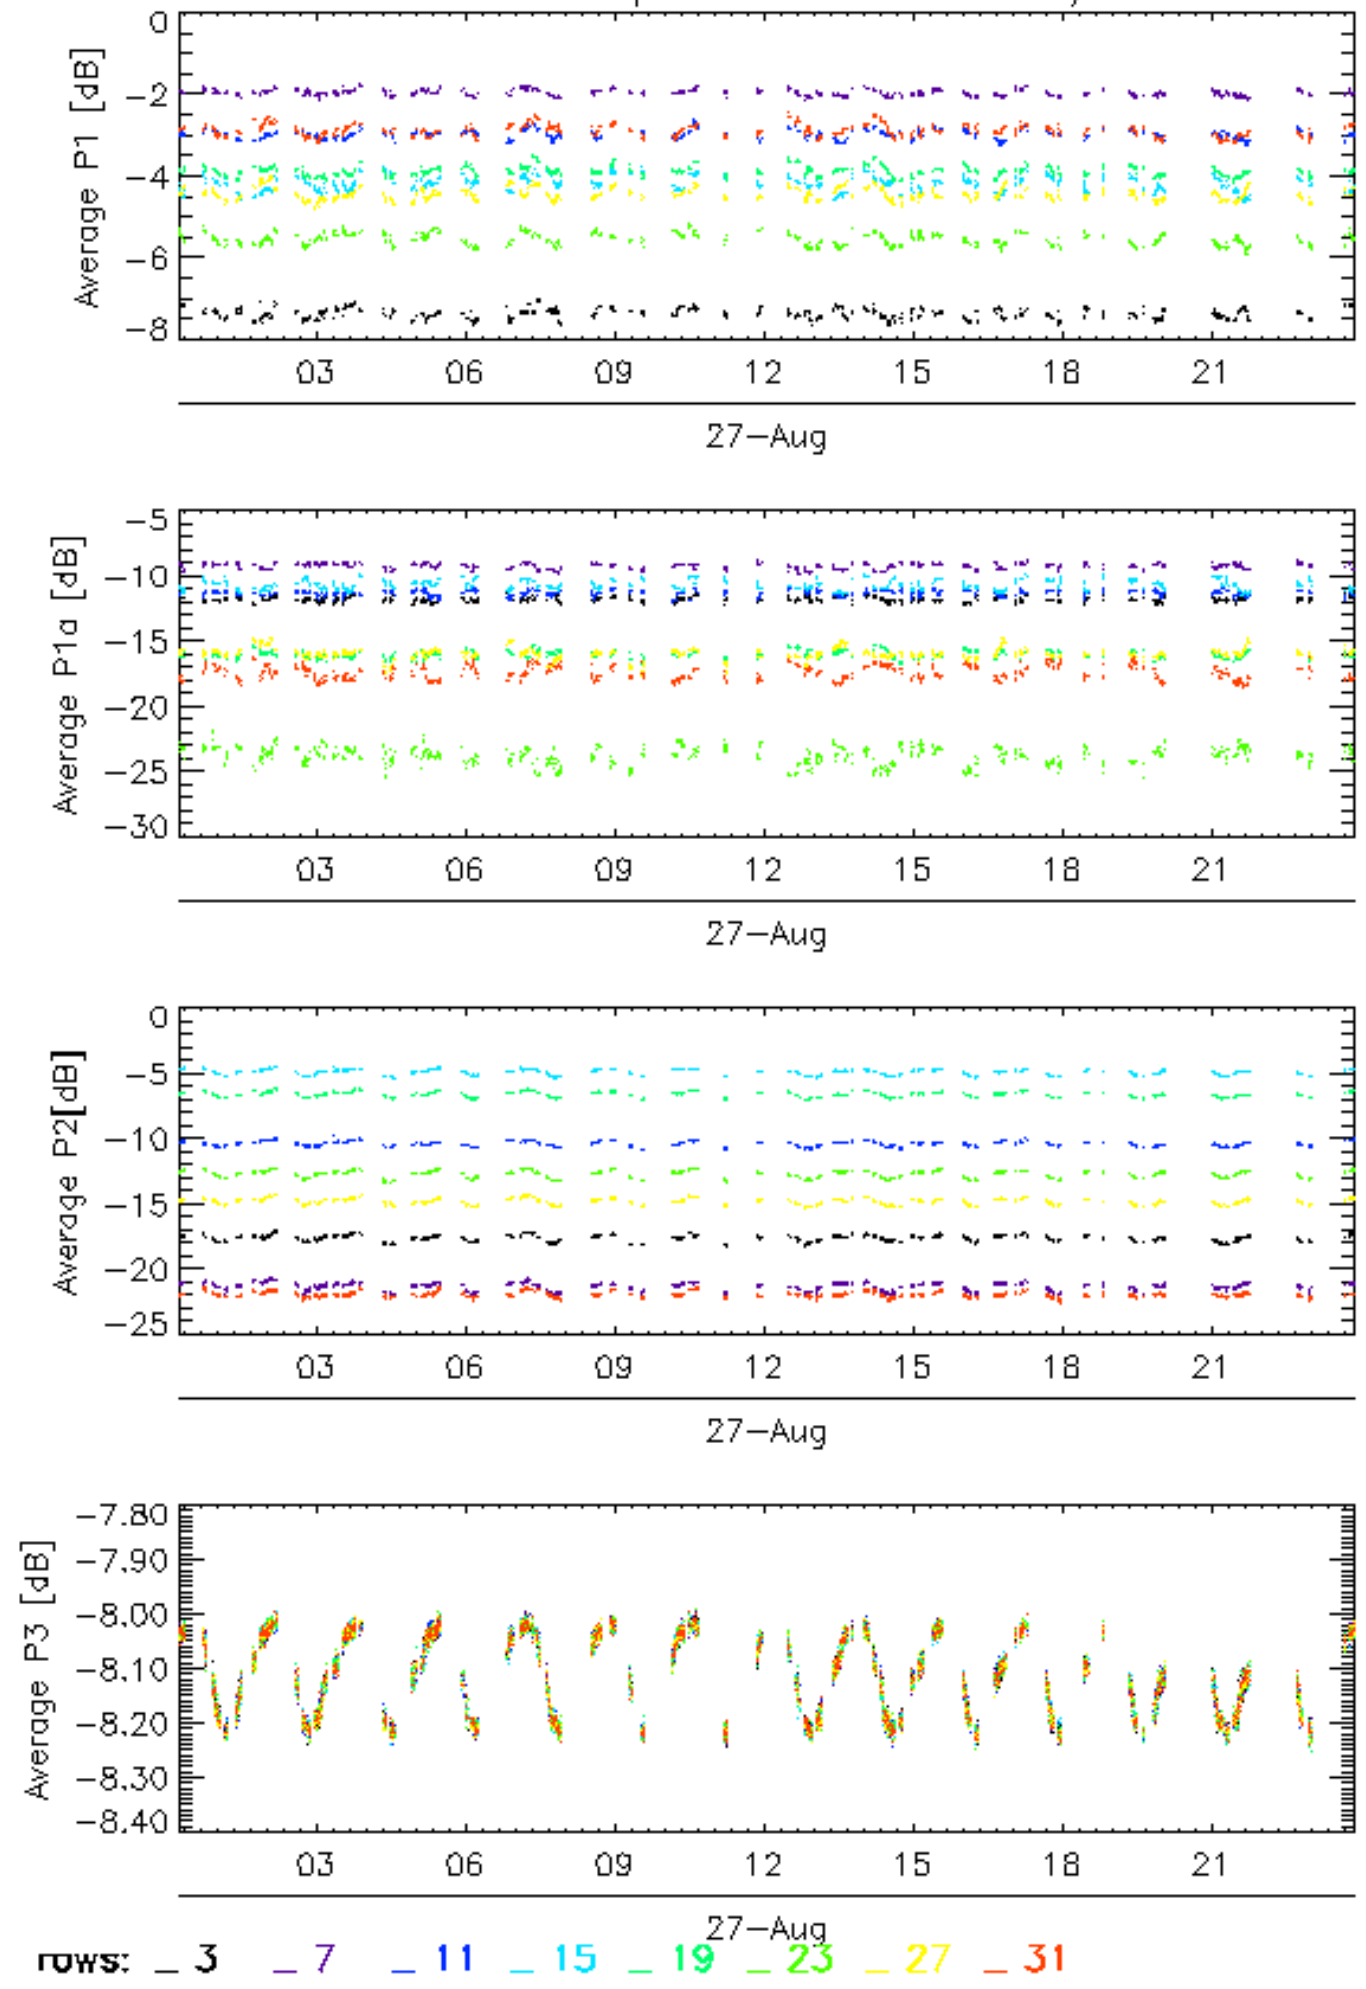 0
-2
-4
-6
-8
Average P1 [dB]
03 06 09 12 15 18 21
27-Aug
-5
-10
-15
-20
-25
-30
Average P1a [dB]
03 06 09 12 15 18 21
27-Aug
0
-5
-10
-15
-20
-25
Average P2[dB]
03 06 09 12 15 18 21
27-Aug
-7.80
-7.90
-8.00
-8.10
-8.20
-8.30
-8.40
Average P3 [dB]
03 06 09 12 15 18 21
27-Aug
rows: _ 3 _ 7 _ 11 _ 15 _ 19 _ 23 _ 27 _ 31